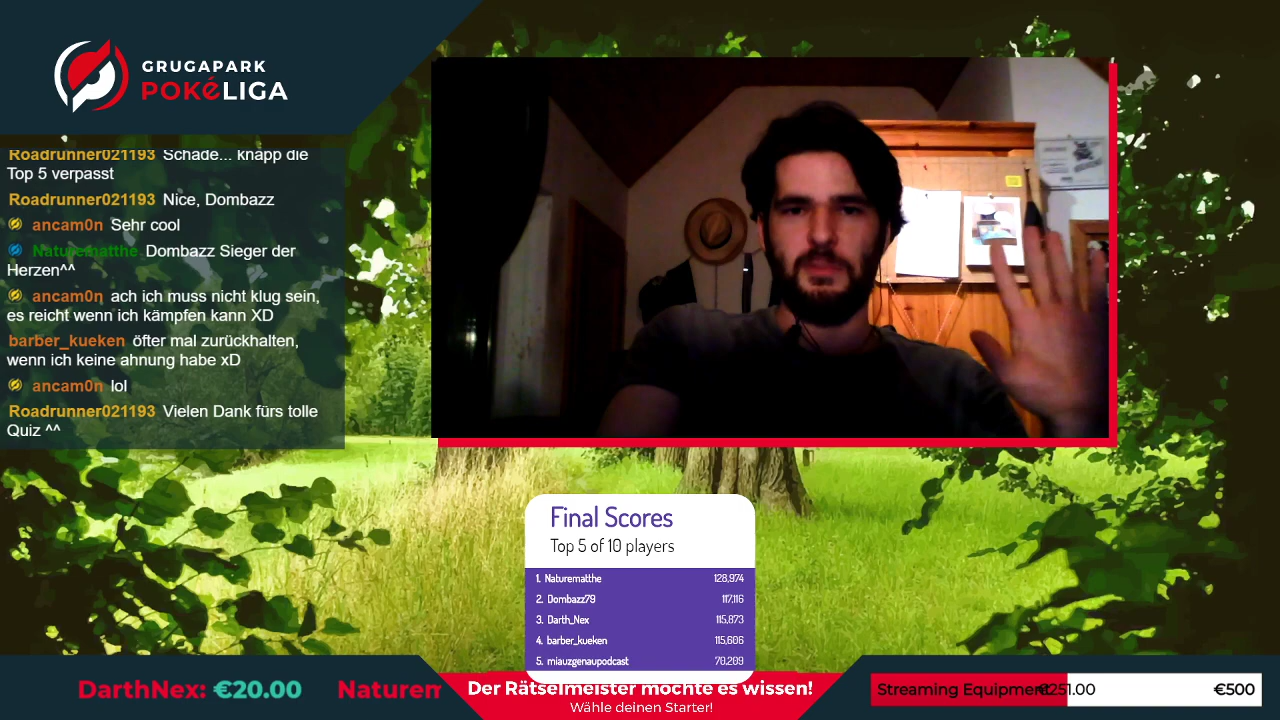 GRUGAPARK
POKéLIGA
Roadrunner021193 Schade... knapp die
Top 5 verpasst
Roadrunner021193 Nice, Dombazz
ancam0n Sehr cool
Naturematthe Dombazz Sieger der
Herzen^^
ancam0n ach ich muss nicht klug sein,
es reicht wenn ich kämpfen kann XD
barber_kueken öfter mal zurückhalten,
wenn ich keine ahnung habe xD
ancam0n lol
Roadrunner021193 Vielen Dank fürs tolle
Quiz ^^
Final Scores
Top 5 of 10 players
1. Naturematthe 128,974
2. Dombazz79 117,116
3. Darth_Nex 115,873
4. barber_kueken 115,606
5. miauzgenaupodcast 70,209
DarthNex: €20.00 Naturem
Der Rätselmeister möchte es wissen!
Wähle deinen Starter!
Streaming Equipment €251.00 €500